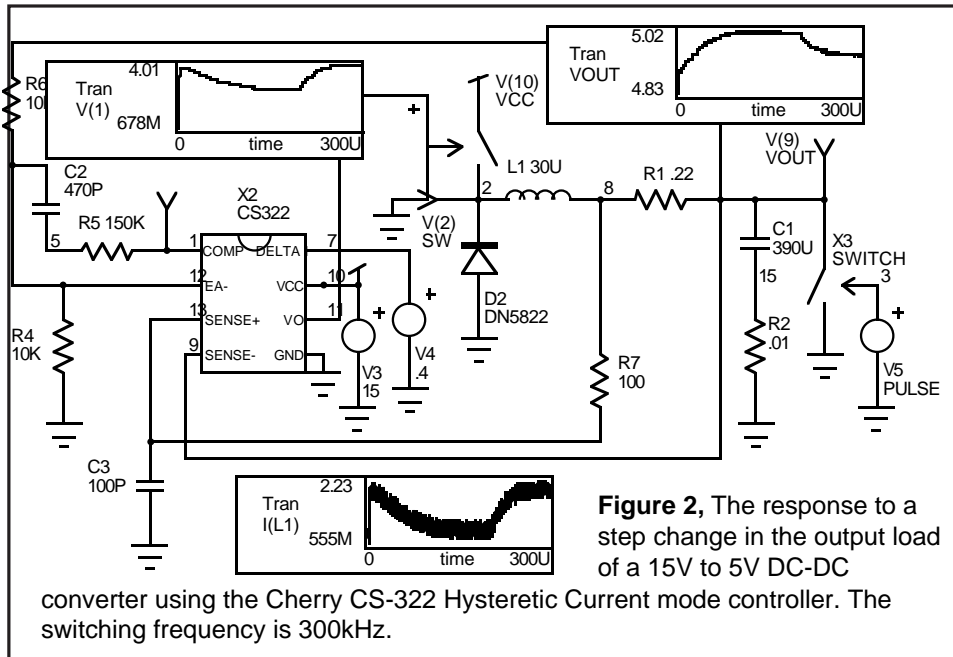 Tran
V(1)
4.01
678M
0 time 300U
Tran
VOUT
5.02
4.83
0 time 300U
V(10)
VCC
+
V(9)
VOUT
C2
470P
R5 150K
5
X2
CS322
1
COMP
DELTA
7
12
EA-
VCC
10
13
SENSE+
VO
11
9
SENSE-
GND
L1 30U
2
8
R1 .22
V(2)
SW
D2
DN5822
C1
390U
15
X3
SWITCH
3
R2
.01
+
V5
PULSE
R4
10K
+
V3
15
+
V4
.4
R7
100
C3
100P
Tran
I(L1)
2.23
555M
0 time 300U
Figure 2, The response to a
step change in the output load
of a 15V to 5V DC-DC
converter using the Cherry CS-322 Hysteretic Current mode controller. The
switching frequency is 300kHz.